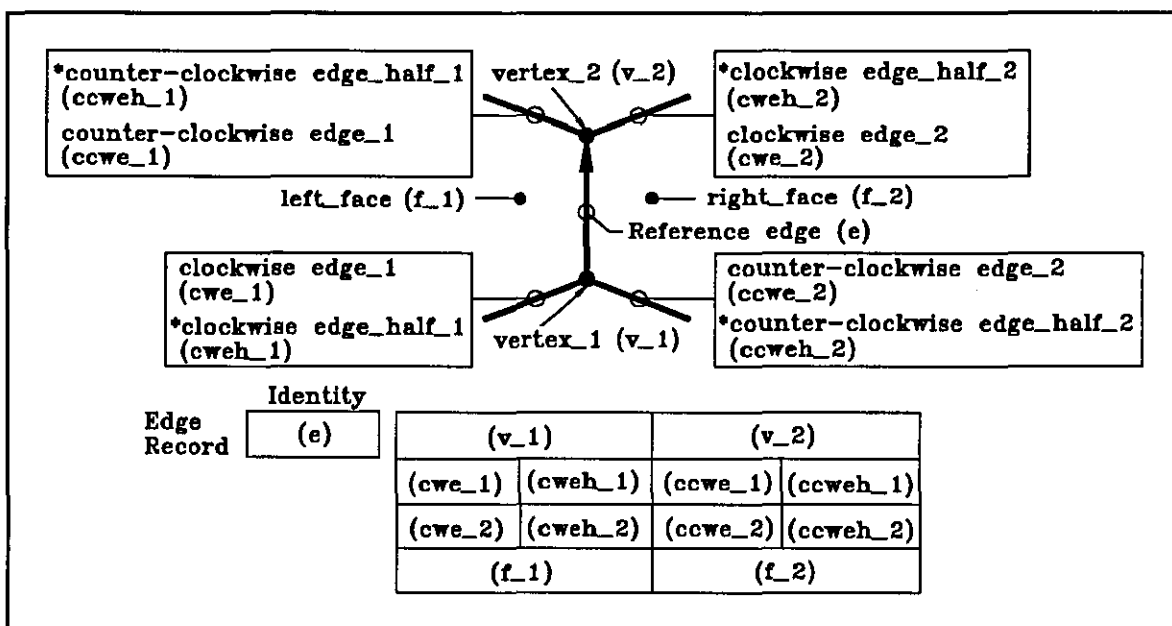 *counter-clockwise edge_half_1
(ccweh_1)
counter-clockwise edge_1
(ccwe_1)
vertex_2 (v_2)
*clockwise edge_half_2
(cweh_2)
clockwise edge_2
(cwe_2)
left_face (f_1)
right_face (f_2)
Reference edge (e)
clockwise edge_1
(cwe_1)
*clockwise edge_half_1
(cweh_1)
vertex_1 (v_1)
counter-clockwise edge_2
(ccwe_2)
*counter-clockwise edge_half_2
(ccweh_2)
Identity
Edge
Record
(e)
(v_1) (v_2)
(cwe_1) (cweh_1) (ccwe_1) (ccweh_1)
(cwe_2) (cweh_2) (ccwe_2) (ccweh_2)
(f_1) (f_2)